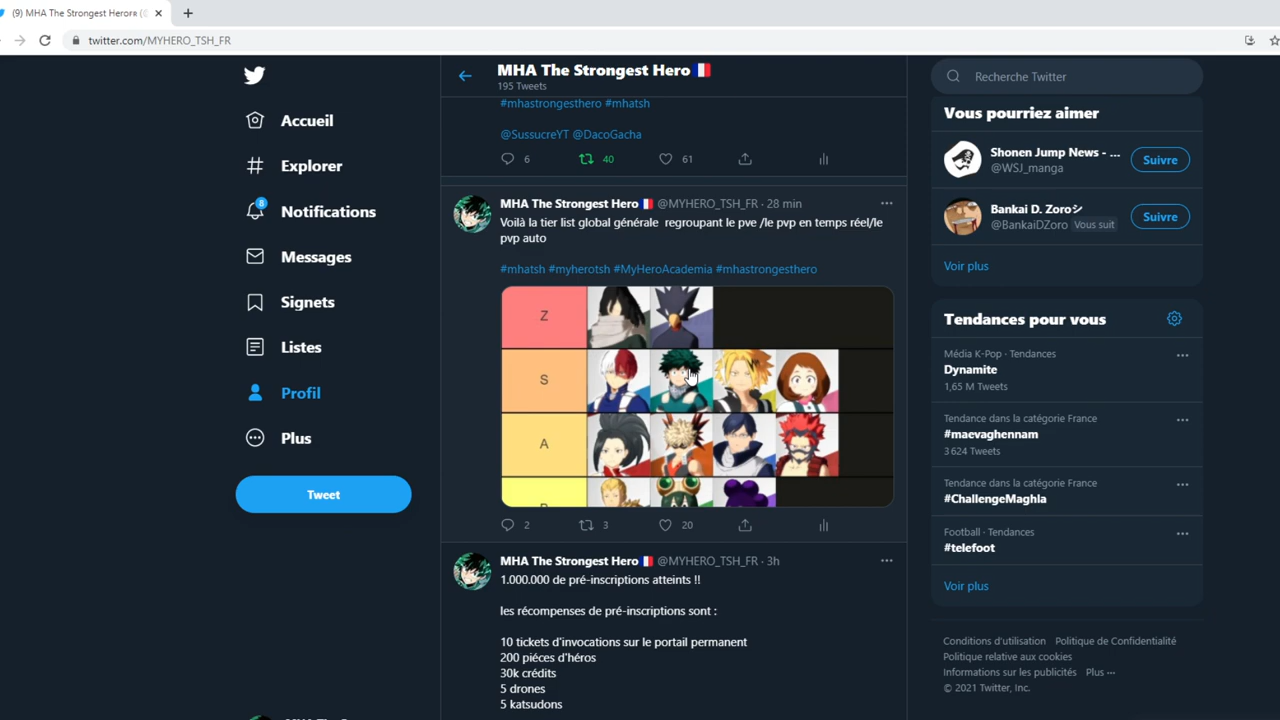 (9) MHA The Strongest Hero
twitter.com/MYHERO_TSH_FR
Accueil
Explorer
8
Notifications
Messages
Signets
Listes
Profil
Plus
Tweet
MHA The Strongest Hero
195 Tweets
#mhastrongesthero #mhatsh
@SussucreYT @DacoGacha
6 40 61
MHA The Strongest Hero @MYHERO_TSH_FR · 28 min
Voilà la tier list global générale regroupant le pve /le pvp en temps réel/le
pvp auto
#mhatsh #myherotsh #MyHeroAcademia #mhastrongesthero
Z
S
A
2 3 20
MHA The Strongest Hero @MYHERO_TSH_FR · 3h
1.000.000 de pré-inscriptions atteints !!
les récompenses de pré-inscriptions sont :
10 tickets d'invocations sur le portail permanent
200 piéces d'héros
30k crédits
5 drones
5 katsudons
Recherche Twitter
Vous pourriez aimer
Shonen Jump News - ...
@WSJ_manga
Suivre
Bankai D. Zoroシ
@BankaiDZoro Vous suit
Suivre
Voir plus
Tendances pour vous
Média K-Pop · Tendances
Dynamite
1,65 M Tweets
Tendance dans la catégorie France
#maevaghennam
3 624 Tweets
Tendance dans la catégorie France
#ChallengeMaghla
Football · Tendances
#telefoot
Voir plus
Conditions d'utilisation Politique de Confidentialité
Politique relative aux cookies
Informations sur les publicités Plus ···
© 2021 Twitter, Inc.